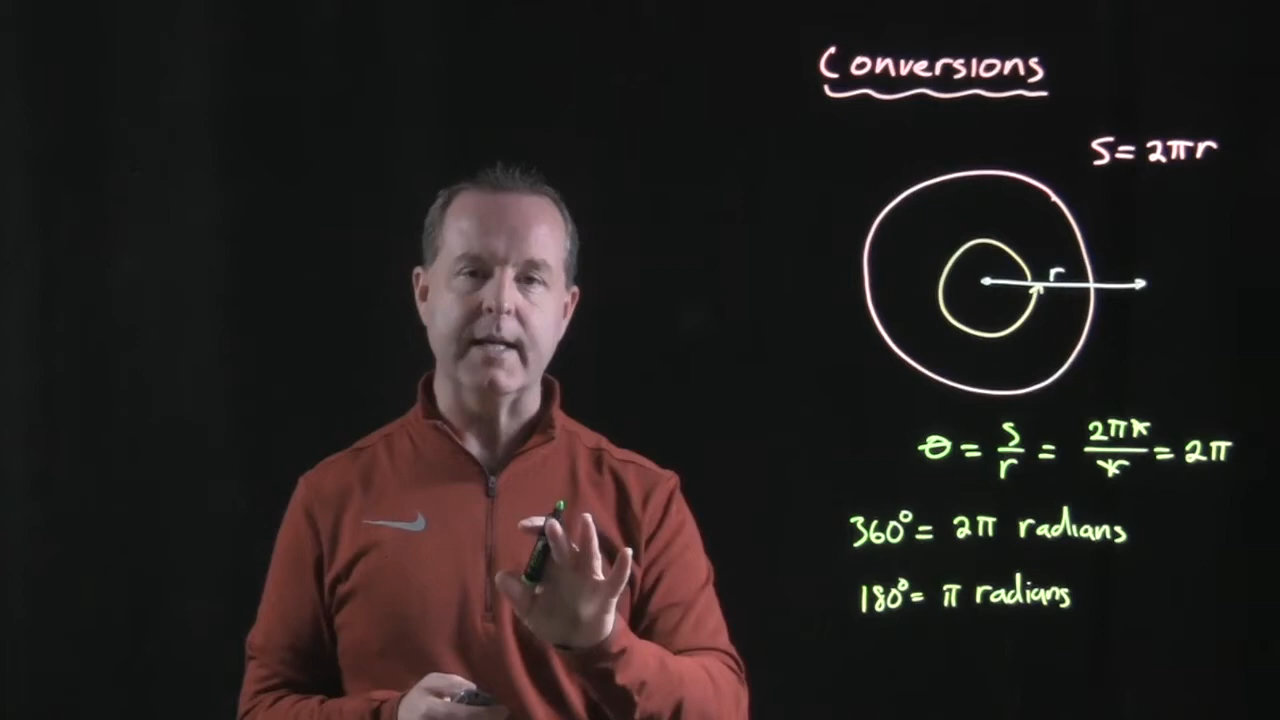 Conversions
S = 2πr
r
θ = S/r = 2πr/r = 2π
360° = 2π radians
180° = π radians